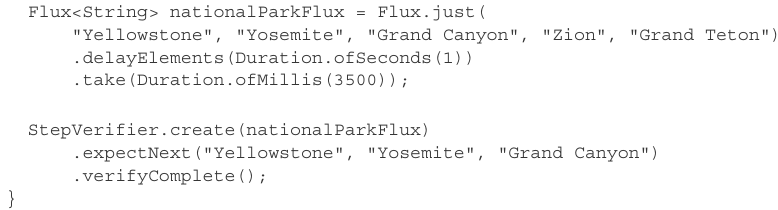 Flux<String> nationalParkFlux = Flux.just(
"Yellowstone", "Yosemite", "Grand Canyon", "Zion", "Grand Teton")
.delayElements(Duration.ofSeconds(1))
.take(Duration.ofMillis(3500));
StepVerifier.create(nationalParkFlux)
.expectNext("Yellowstone", "Yosemite", "Grand Canyon")
.verifyComplete();
}